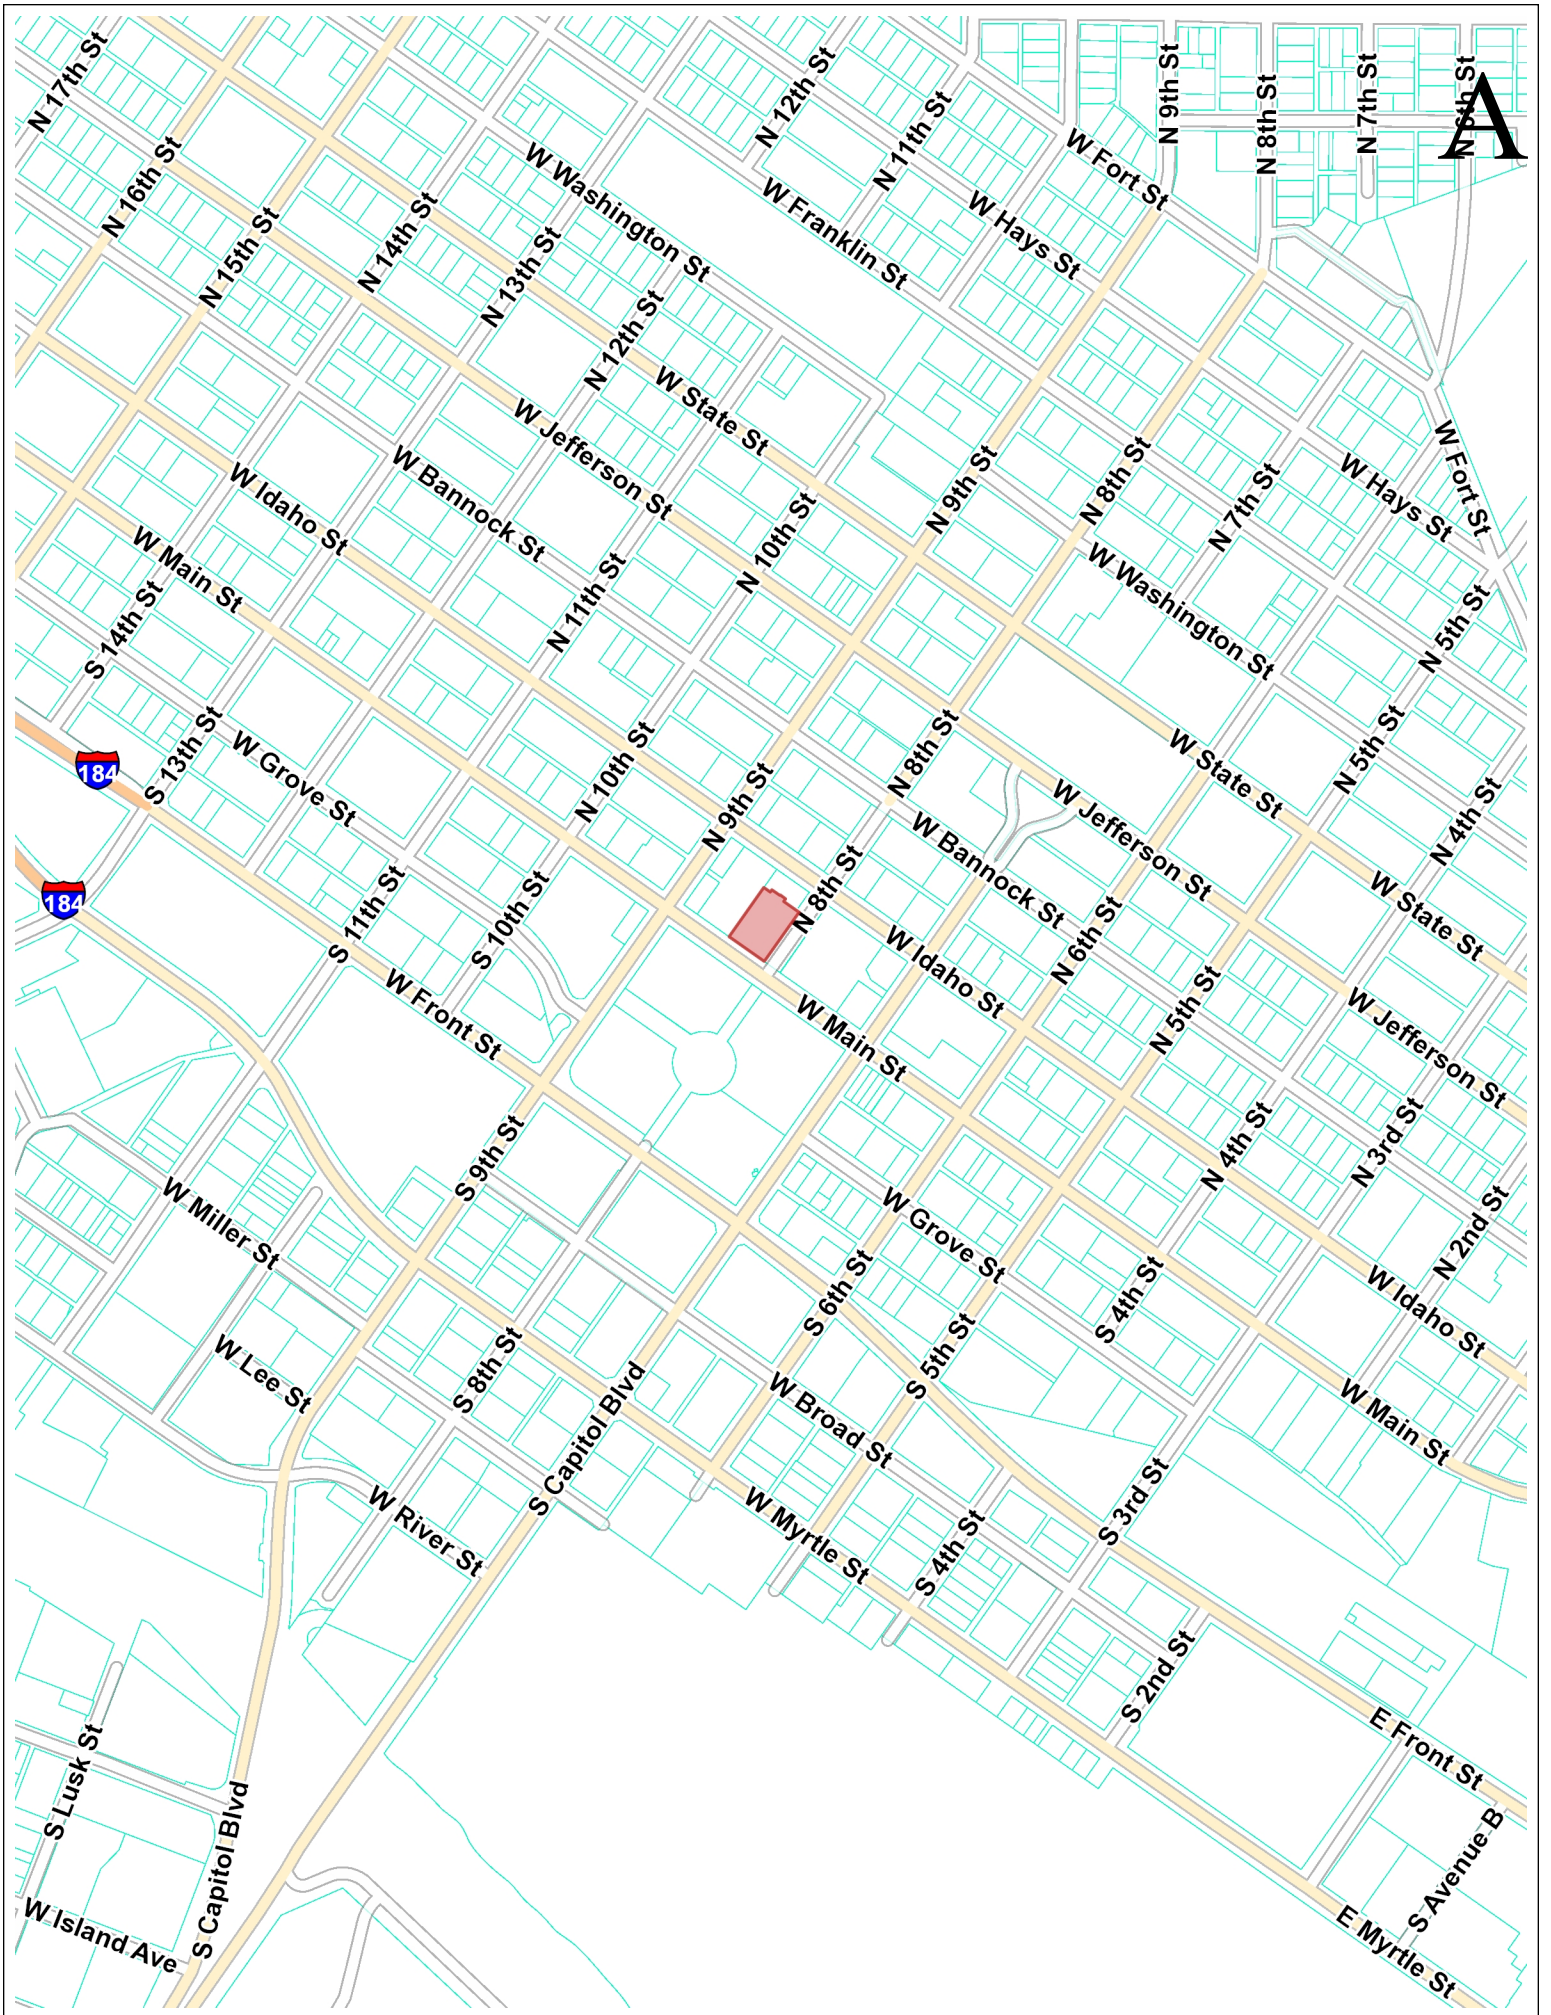 N 17th St
N 12th St
N 9th St
N 8th St
N 7th St
N 6th St
A
N 11th St
W Fort St
N 16th St
W Washington St
W Franklin St
W Hays St
N 15th St
N 14th St
N 13th St
N 12th St
W State St
W Jefferson St
N 9th St
N 8th St
N 7th St
W Hays St
W Fort St
W Idaho St
W Bannock St
N 10th St
W Main St
N 11th St
W Washington St
N 5th St
S 14th St
184
S 13th St
W Grove St
N 10th St
N 9th St
N 8th St
W State St
N 5th St
W Jefferson St
N 4th St
184
S 11th St
S 10th St
N 8th St
W Bannock St
W State St
W Idaho St
N 6th St
W Front St
W Main St
N 5th St
W Jefferson St
S 9th St
N 4th St
N 3rd St
W Miller St
W Grove St
N 2nd St
S 6th St
S 4th St
W Idaho St
W Lee St
S 8th St
S 5th St
S Capitol Blvd
W Broad St
W Main St
W River St
W Myrtle St
S 4th St
S 3rd St
S 2nd St
E Front St
S Lusk St
S Capitol Blvd
S Avenue B
W Island Ave
E Myrtle St